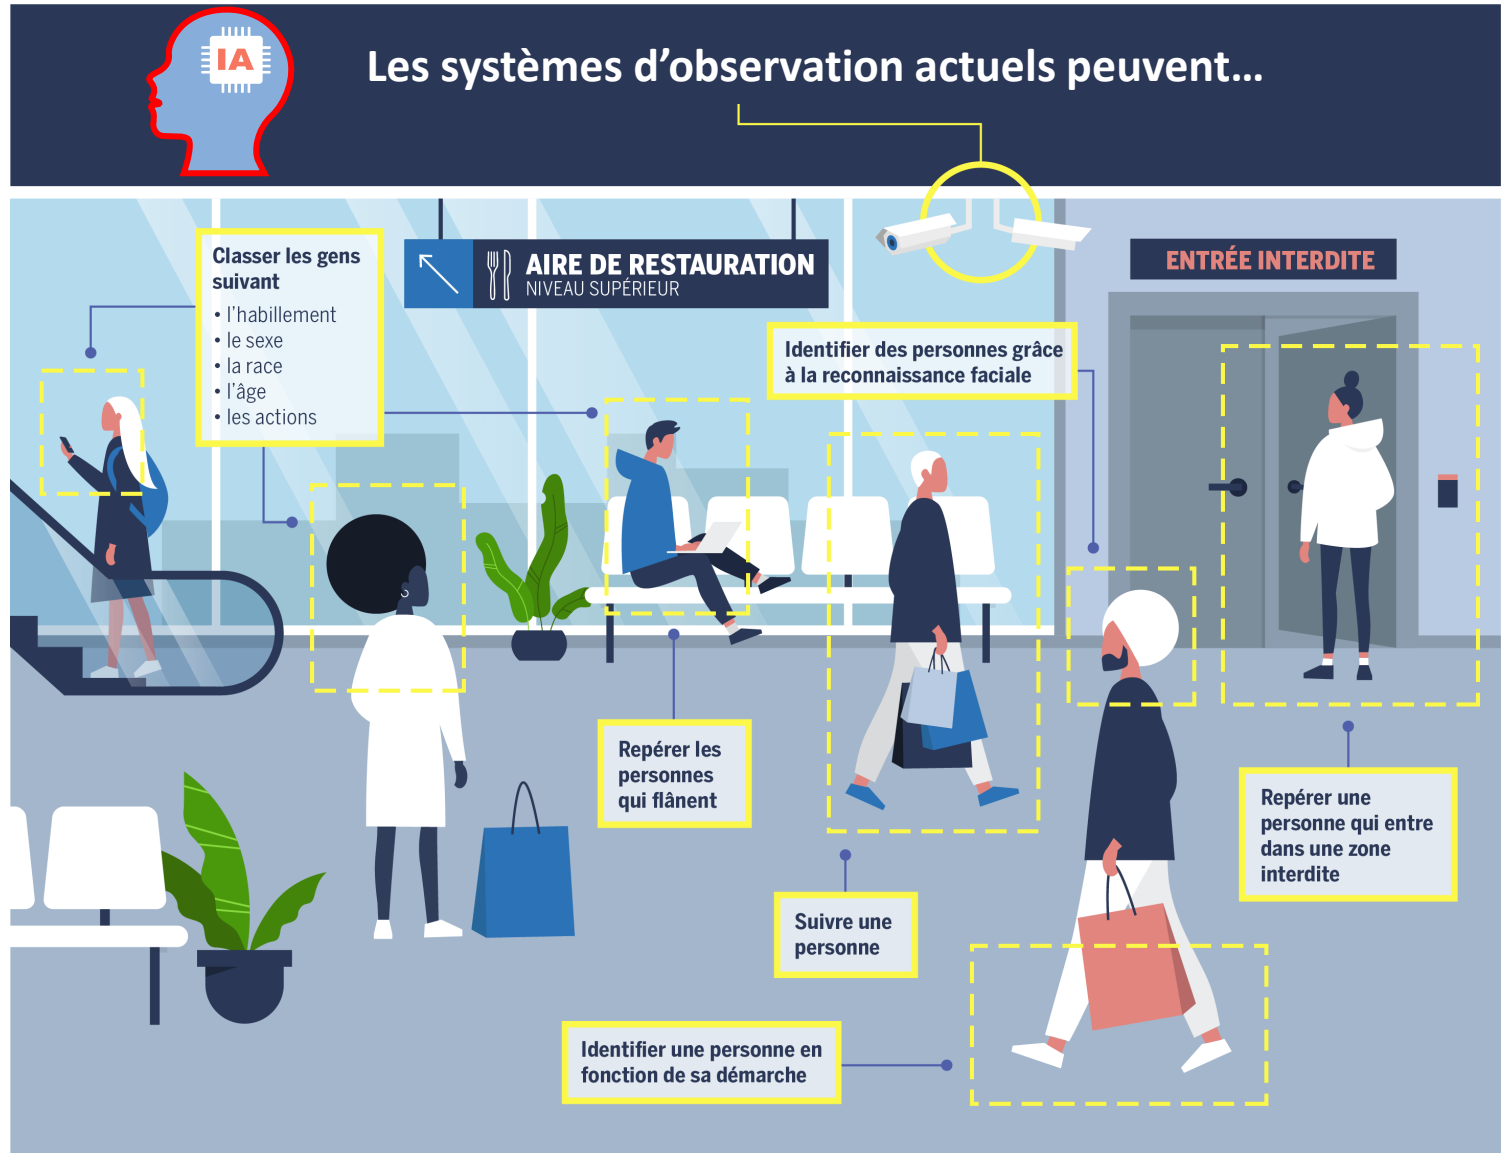 IA
Les systèmes d’observation actuels peuvent…
Classer les gens
suivant
• l’habillement
• le sexe
• la race
• l’âge
• les actions
AIRE DE RESTAURATION
NIVEAU SUPÉRIEUR
ENTRÉE INTERDITE
Identifier des personnes grâce
à la reconnaissance faciale
Repérer les
personnes
qui flânent
Repérer une
personne qui entre
dans une zone
interdite
Suivre une
personne
Identifier une personne en
fonction de sa démarche